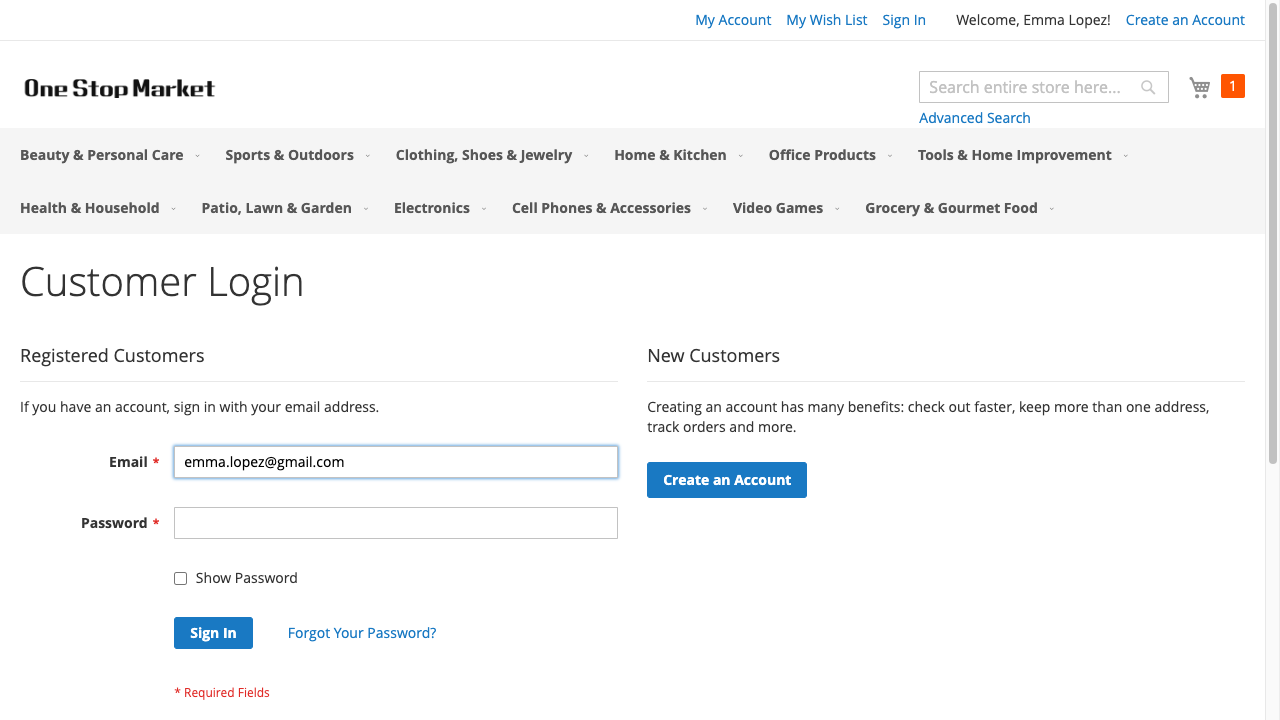 My Account My Wish List Sign In Welcome, Emma Lopez! Create an Account
One Stop Market
Search entire store here...
1
Advanced Search
Beauty & Personal Care Sports & Outdoors Clothing, Shoes & Jewelry Home & Kitchen Office Products Tools & Home Improvement
Health & Household Patio, Lawn & Garden Electronics Cell Phones & Accessories Video Games Grocery & Gourmet Food
Customer Login
Registered Customers
If you have an account, sign in with your email address.
Email *
emma.lopez@gmail.com
Password *
Show Password
Sign In Forgot Your Password?
* Required Fields
New Customers
Creating an account has many benefits: check out faster, keep more than one address,
track orders and more.
Create an Account